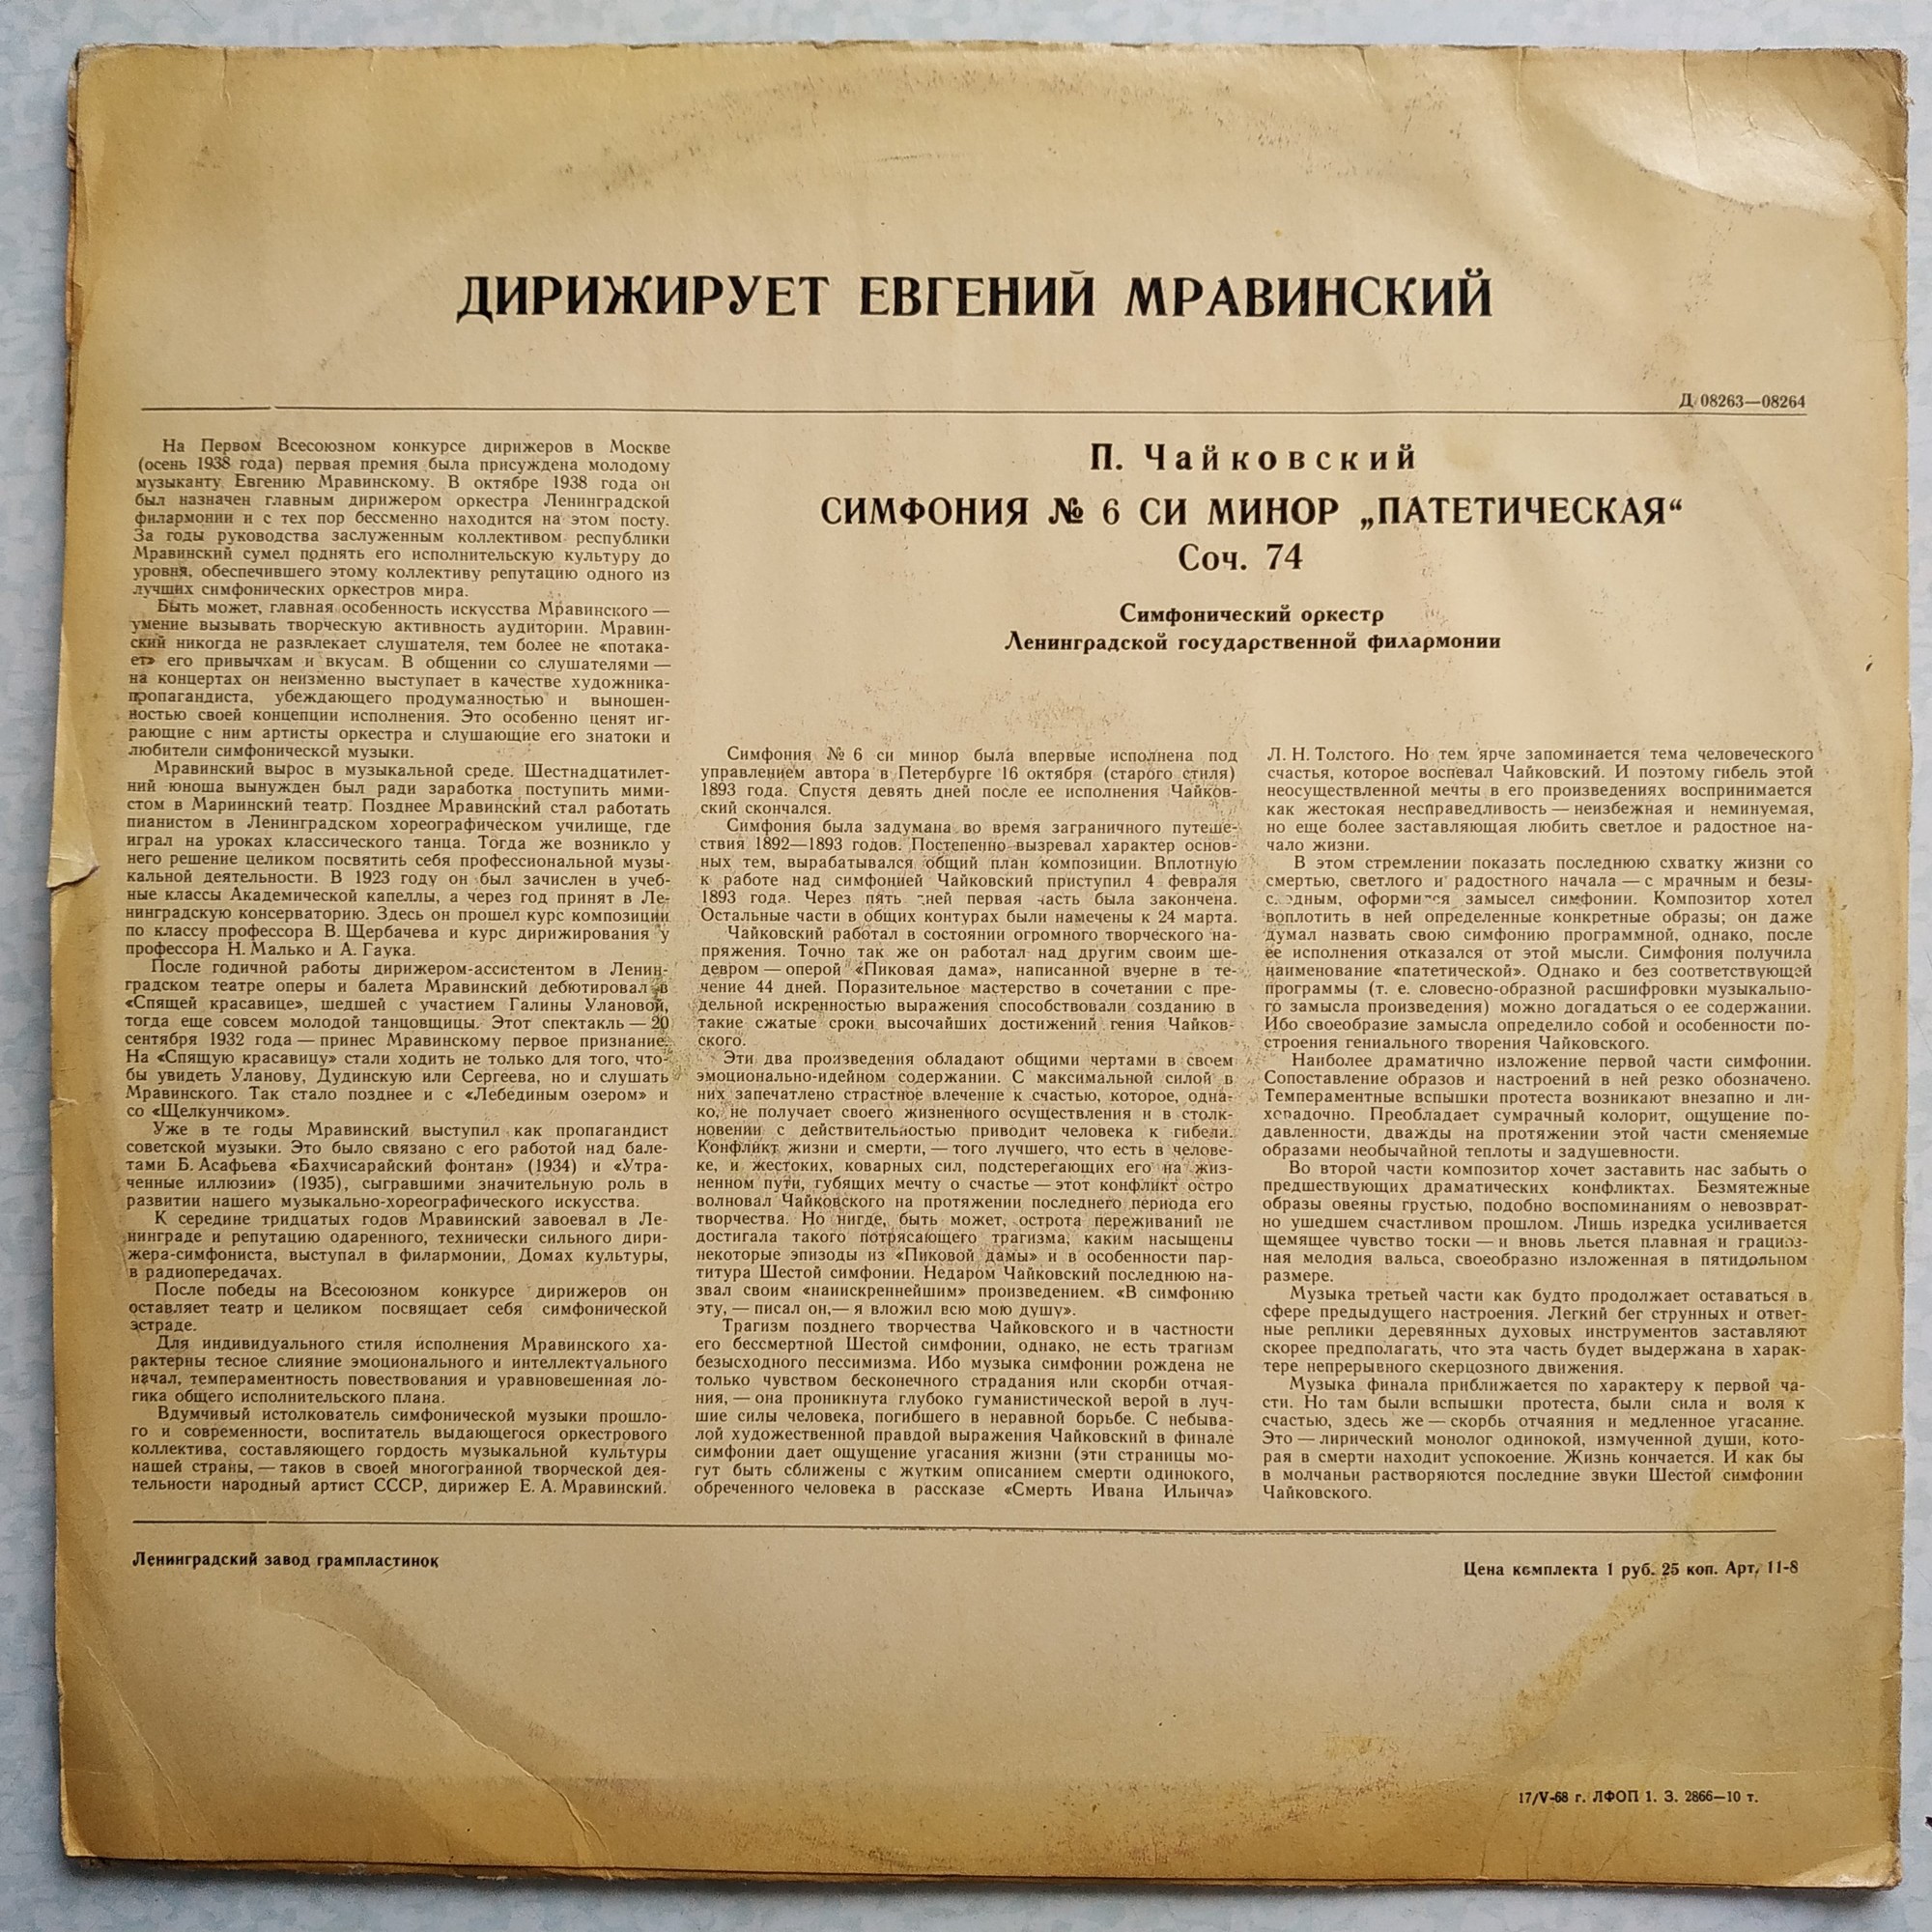 ДИРИЖИРУЕТ ЕВГЕНИЙ МРАВИНСКИЙ
Д 08263—08264
На Первом Всесоюзном конкурсе дирижеров в Москве
(осень 1938 года) первая премия была присуждена молодому
музыканту Евгению Мравинскому. В октябре 1938 года он
был назначен главным дирижером оркестра Ленинградской
филармонии и с тех пор бессменно находится на этом посту.
За годы руководства заслуженным коллективом республики
Мравинский сумел поднять его исполнительскую культуру до
уровня, обеспечившего этому коллективу репутацию одного из
лучших симфонических оркестров мира.
Быть может, главная особенность искусства Мравинского —
умение вызывать творческую активность аудитории. Мравин-
ский никогда не развлекает слушателя, тем более не «потака-
ет» его привычкам и вкусам. В общении со слушателями —
на концертах он неизменно выступает в качестве художника-
пропагандиста, убеждающего продуманностью и выношен-
ностью своей концепции исполнения. Это особенно ценят иг-
рающие с ним артисты оркестра и слушающие его знатоки и
любители симфонической музыки.
Мравинский вырос в музыкальной среде. Шестнадцатилет-
ний юноша вынужден был ради заработка поступить мими-
стом в Мариинский театр. Позднее Мравинский стал работать
пианистом в Ленинградском хореографическом училище, где
играл на уроках классического танца. Тогда же возникло у
него решение целиком посвятить себя профессиональной музы-
кальной деятельности. В 1923 году он был зачислен в учеб-
ные классы Академической капеллы, а через год принят в Ле-
нинградскую консерваторию. Здесь он прошел курс композиции
по классу профессора В. Щербачева и курс дирижирования у
профессора Н. Малько и А. Гаука.
После годичной работы дирижером-ассистентом в Ленин-
градском театре оперы и балета Мравинский дебютировал в
«Спящей красавице», шедшей с участием Галины Улановой,
тогда еще совсем молодой танцовщицы. Этот спектакль — 20
сентября 1932 года — принес Мравинскому первое признание.
На «Спящую красавицу» стали ходить не только для того, что-
бы увидеть Уланову, Дудинскую или Сергеева, но и слушать
Мравинского. Так стало позднее и с «Лебединым озером» и
со «Щелкунчиком».
Уже в те годы Мравинский выступил как пропагандист
советской музыки. Это было связано с его работой над бале-
тами Б. Асафьева «Бахчисарайский фонтан» (1934) и «Утра-
ченные иллюзии» (1935), сыгравшими значительную роль в
развитии нашего музыкально-хореографического искусства.
К середине тридцатых годов Мравинский завоевал в Ле-
нинграде и репутацию одаренного, технически сильного дири-
жера-симфониста, выступал в филармонии, Домах культуры,
в радиопередачах.
После победы на Всесоюзном конкурсе дирижеров он
оставляет театр и целиком посвящает себя симфонической
эстраде.
Для индивидуального стиля исполнения Мравинского ха-
рактерны тесное слияние эмоционального и интеллектуального
начал, темпераментность повествования и уравновешенная ло-
гика общего исполнительского плана.
Вдумчивый истолкователь симфонической музыки прошло-
го и современности, воспитатель выдающегося оркестрового
коллектива, составляющего гордость музыкальной культуры
нашей страны, — таков в своей многогранной творческой дея-
тельности народный артист СССР, дирижер Е. А. Мравинский.
П. Чайковский
СИМФОНИЯ № 6 СИ МИНОР „ПАТЕТИЧЕСКАЯ“
Соч. 74
Симфонический оркестр
Ленинградской государственной филармонии
Симфония № 6 си минор была впервые исполнена под
управлением автора в Петербурге 16 октября (старого стиля)
1893 года. Спустя девять дней после ее исполнения Чайков-
ский скончался.
Симфония была задумана во время заграничного путеше-
ствия 1892—1893 годов. Постепенно вызревал характер основ-
ных тем, вырабатывался общий план композиции. Вплотную
к работе над симфонией Чайковский приступил 4 февраля
1893 года. Через пять дней первая часть была закончена.
Остальные части в общих контурах были намечены к 24 марта.
Чайковский работал в состоянии огромного творческого на-
пряжения. Точно так же он работал над другим своим ше-
девром — оперой «Пиковая дама», написанной вчерне в те-
чение 44 дней. Поразительное мастерство в сочетании с пре-
дельной искренностью выражения способствовали созданию в
такие сжатые сроки высочайших достижений гения Чайков-
ского.
Эти два произведения обладают общими чертами в своем
эмоционально-идейном содержании. С максимальной силой в
них запечатлено страстное влечение к счастью, которое, одна-
ко, не получает своего жизненного осуществления и в столк-
новении с действительностью приводит человека к гибели.
Конфликт жизни и смерти, — того лучшего, что есть в челове-
ке, и жестоких, коварных сил, подстерегающих его на жиз-
ненном пути, губящих мечту о счастье — этот конфликт остро
волновал Чайковского на протяжении последнего периода его
творчества. Но нигде, быть может, острота переживаний не
достигала такого потрясающего трагизма, каким насыщены
некоторые эпизоды из «Пиковой дамы» и в особенности пар-
титура Шестой симфонии. Недаром Чайковский последнюю на-
звал своим «наиискреннейшим» произведением. «В симфонию
эту, — писал он,— я вложил всю мою душу».
Трагизм позднего творчества Чайковского и в частности
его бессмертной Шестой симфонии, однако, не есть трагизм
безысходного пессимизма. Ибо музыка симфонии рождена не
только чувством бесконечного страдания или скорби отчая-
ния, — она проникнута глубоко гуманистической верой в луч-
шие силы человека, погибшего в неравной борьбе. С небыва-
лой художественной правдой выражения Чайковский в финале
симфонии дает ощущение угасания жизни (эти страницы мо-
гут быть сближены с жутким описанием смерти одинокого,
обреченного человека в рассказе «Смерть Ивана Ильича»
Л. Н. Толстого. Но тем ярче запоминается тема человеческого
счастья, которое воспевал Чайковский. И поэтому гибель этой
неосуществленной мечты в его произведениях воспринимается
как жестокая несправедливость — неизбежная и неминуемая,
но еще более заставляющая любить светлое и радостное на-
чало жизни.
В этом стремлении показать последнюю схватку жизни со
смертью, светлого и радостного начала — с мрачным и безы-
замысел симфонии. Композитор хотел
воплотить в ней определенные конкретные образы; он даже
думал назвать свою симфонию программной, однако, после
ее исполнения отказался от этой мысли. Симфония получила
наименование «патетической». Однако и без соответствующей
программы (т. е. словесно-образной расшифровки музыкально-
го замысла произведения) можно догадаться о ее содержании.
Ибо своеобразие замысла определило собой и особенности по-
строения гениального творения Чайковского.
Наиболее драматично изложение первой части симфонии.
Сопоставление образов и настроений в ней резко обозначено.
Темпераментные вспышки протеста возникают внезапно и ли-
хорадочно. Преобладает сумрачный колорит, ощущение по-
давленности, дважды на протяжении этой части сменяемые
образами необычайной теплоты и задушевности.
Во второй части композитор хочет заставить нас забыть о
предшествующих драматических конфликтах. Безмятежные
образы овеяны грустью, подобно воспоминаниям о невозврат-
но ушедшем счастливом прошлом. Лишь изредка усиливается
щемящее чувство тоски — и вновь льется плавная и грациоз-
ная мелодия вальса, своеобразно изложенная в пятидольном
размере.
Музыка третьей части как будто продолжает оставаться в
сфере предыдущего настроения. Легкий бег струнных и ответ-
ные реплики деревянных духовых инструментов заставляют
скорее предполагать, что эта часть будет выдержана в харак-
тере непрерывного скерцозного движения.
Музыка финала приближается по характеру к первой ча-
сти. Но там были вспышки протеста, были сила и воля к
счастью, здесь же — скорбь отчаяния и медленное угасание.
Это — лирический монолог одинокой, измученной души, кото-
рая в смерти находит успокоение. Жизнь кончается. И как бы
в молчаньи растворяются последние звуки Шестой симфонии
Чайковского.
Ленинградский завод грампластинок
Цена комплекта 1 руб. 25 коп. Арт. 11-8
17/V-68 г. ЛФОП 1. З. 2866—10 т.